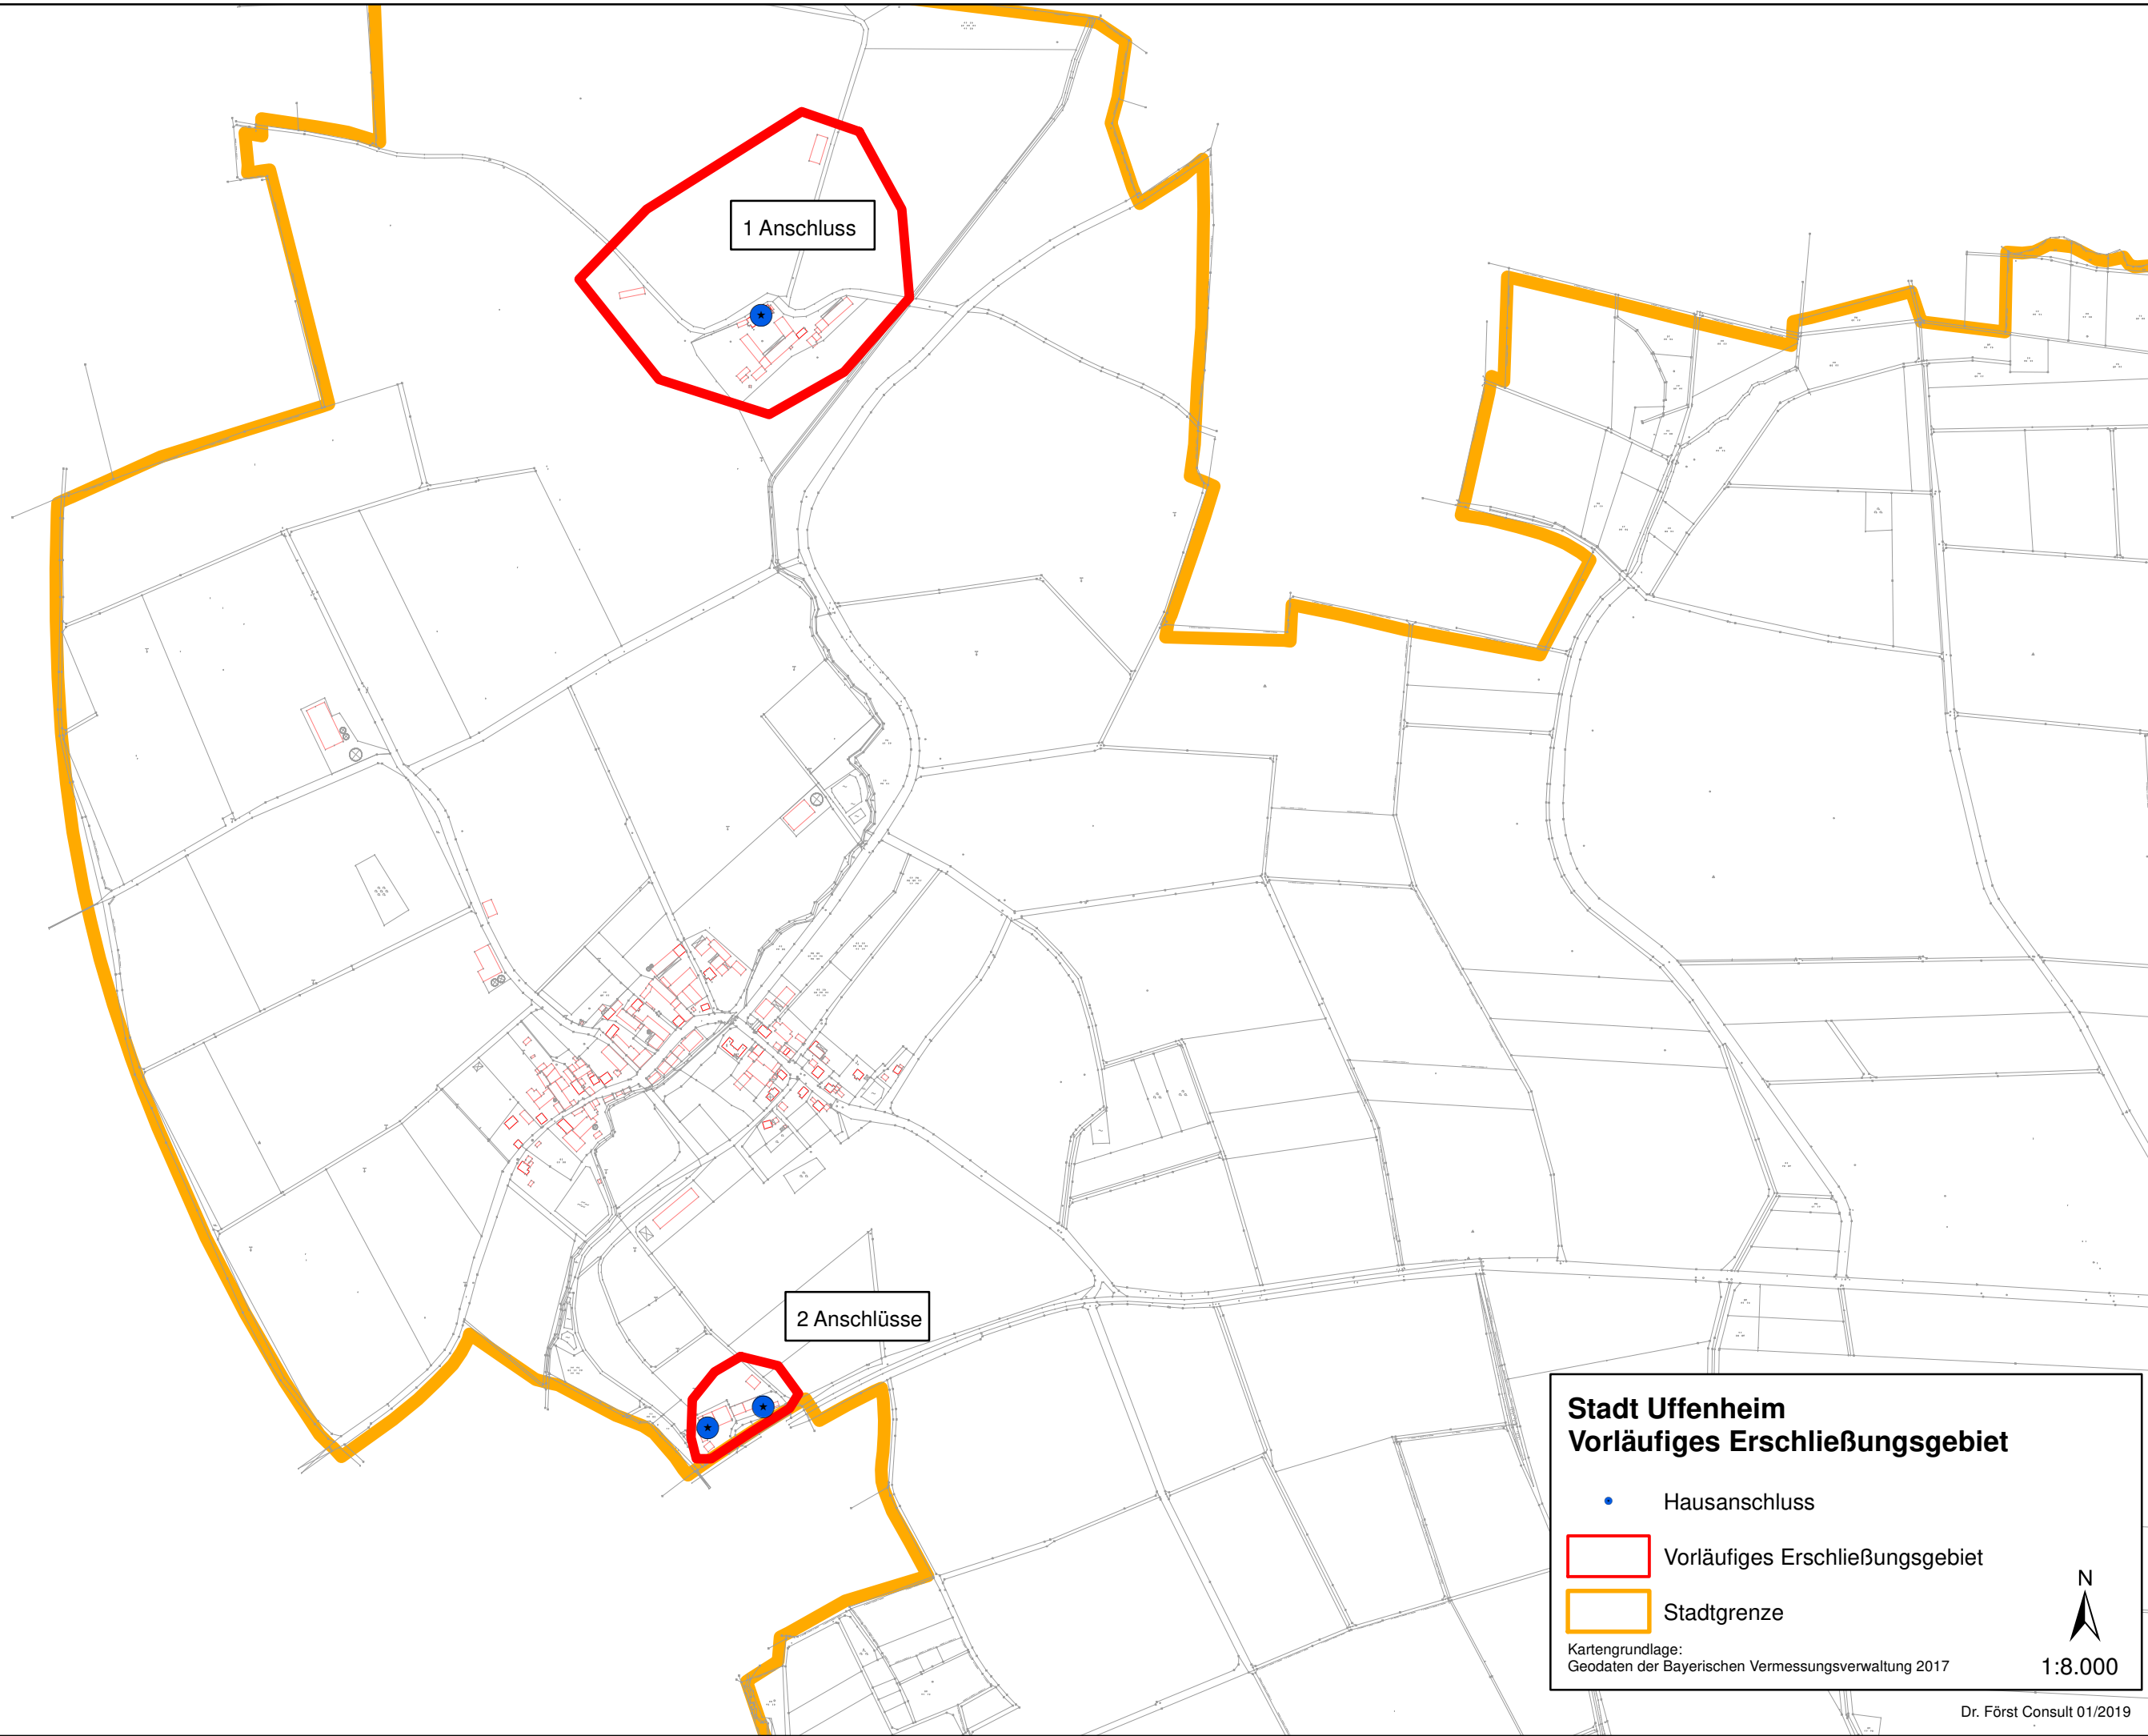 1 Anschluss
2 Anschlüsse
Stadt Uffenheim
Vorläufiges Erschließungsgebiet
Hausanschluss
Vorläufiges Erschließungsgebiet
Stadtgrenze
N
Kartengrundlage:
Geodaten der Bayerischen Vermessungsverwaltung 2017
1:8.000
Dr. Först Consult 01/2019